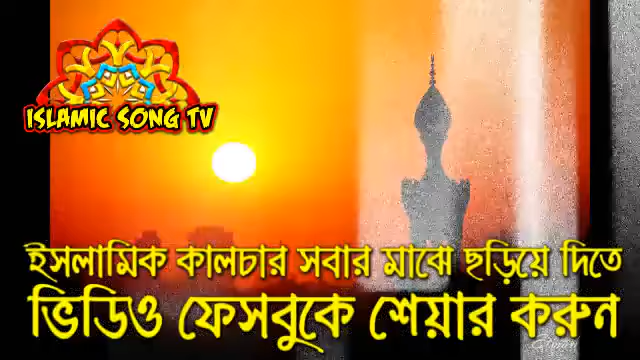 ISLAMIC SONG TV
ইসলামিক কালচার সবার মাঝে ছড়িয়ে দিতে
ভিডিও ফেসবুকে শেয়ার করুন